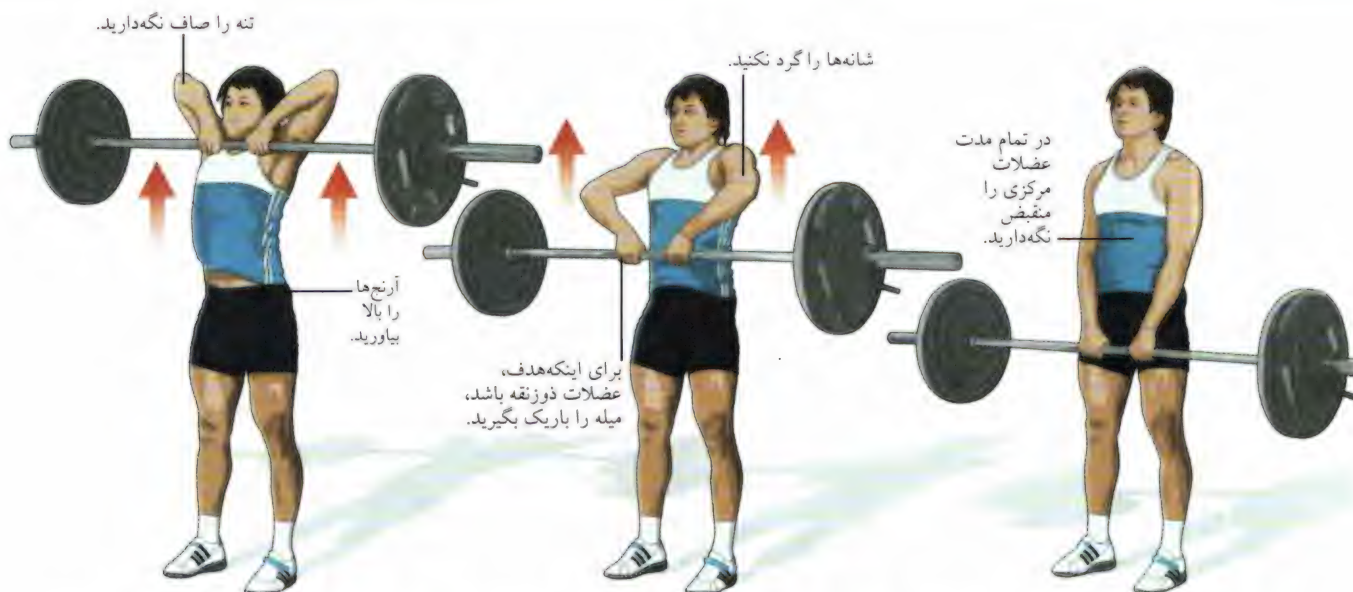 تنه را صاف نگه‌دارید.
شانه‌ها را گرد نکنید.
در تمام مدت
عضلات
مرکزی را
منقبض
نگه‌دارید.
آرنج‌ها
را بالا
بیاورید.
برای اینکه‌هدف،
عضلات ذوزنقه باشد،
میله را باریک بگیرید.